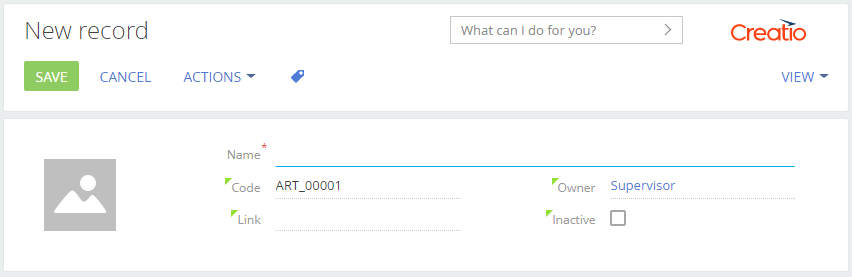 New record
What can I do for you?
Creatio
SAVE CANCEL ACTIONS VIEW
Name*
Code ART_00001 Owner Supervisor
Link Inactive